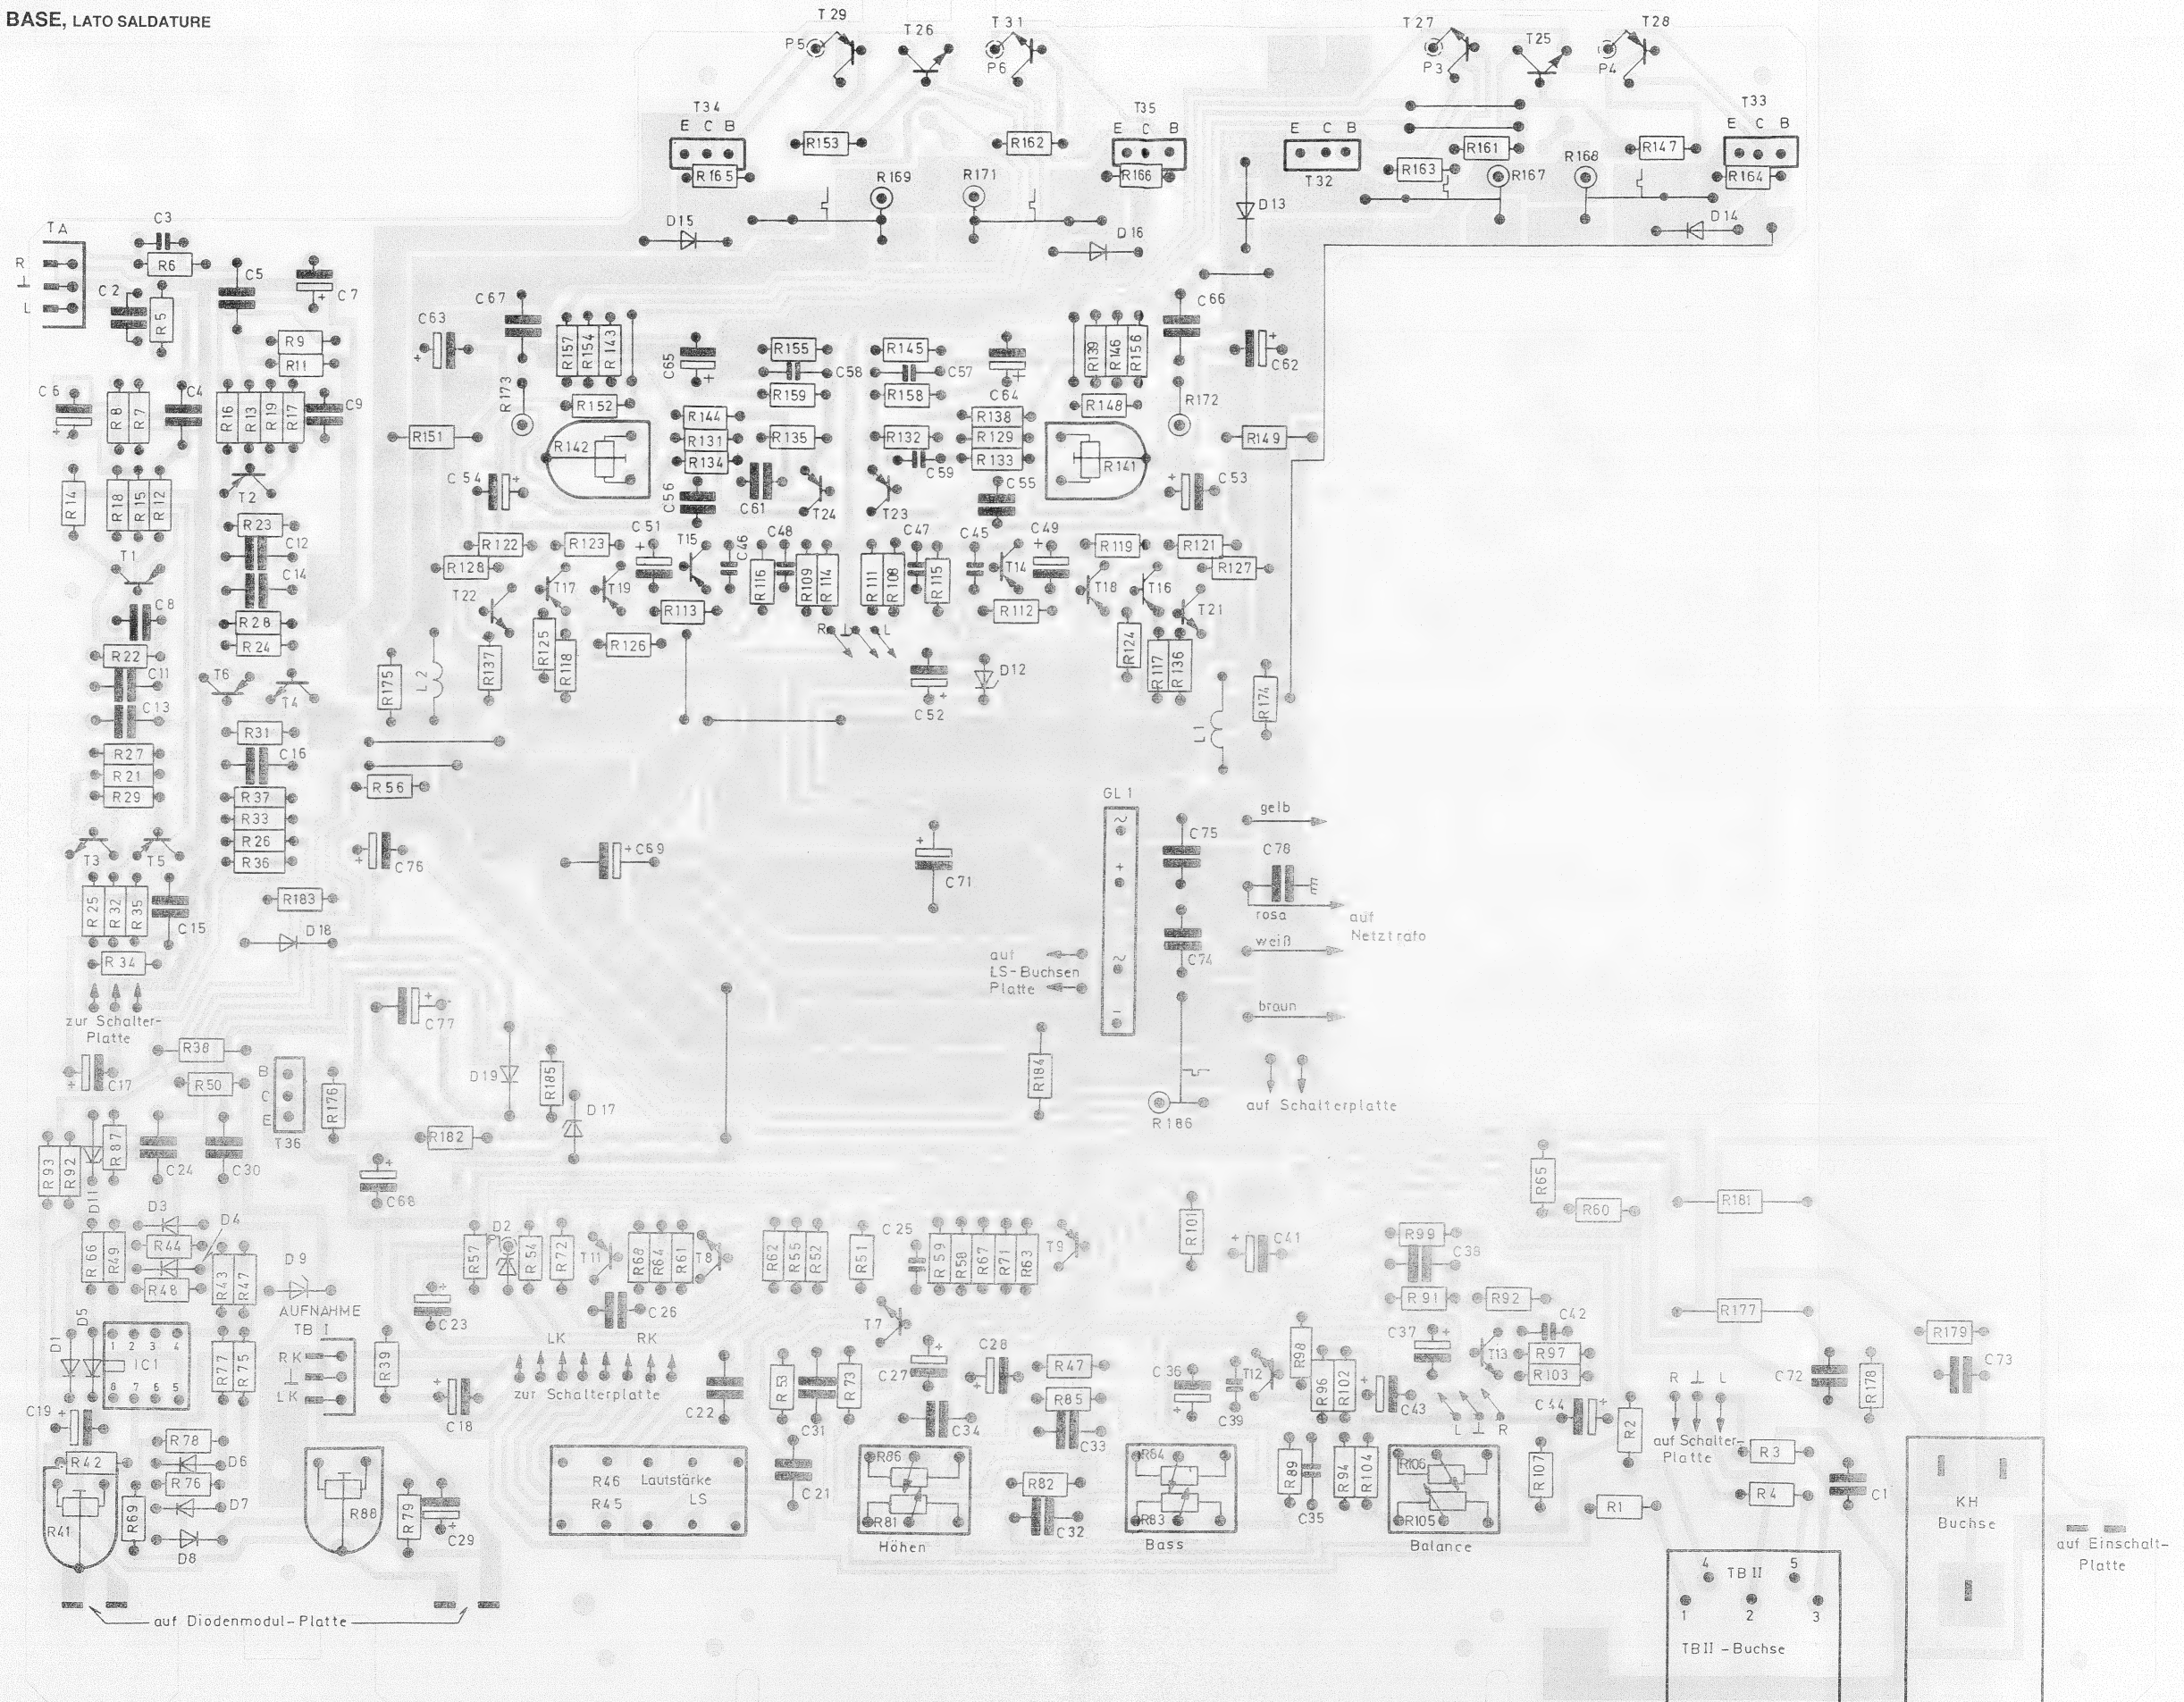 BASE, LATO SALDATURE
T29
T26
T31
P5
P6
T27
T25
T28
P3
P4
T34
E C B
R153
R162
T35
E C B
E C B
T32
R161
R163
R168
R147
T33
E C B
R165
R169
R171
R166
R167
R164
D15
D16
D13
D14
TA
R
⊥
L
C3
R6
C2
R5
C5
C7
R9
R11
C67
C63
R157
R154
R143
C65
R155
C58
R159
R145
C57
R158
C64
R139
R146
R156
C66
C62
C6
R8
R7
C4
R16
R13
R19
R17
C9
R173
R152
R144
R131
R134
R135
R132
R138
R129
R133
R148
R172
R151
R142
R141
R149
R14
R18
R15
R12
T2
C54
C56
C61
T24
T23
C59
C55
C53
R23
C12
T1
C14
C8
R28
R24
R122
R128
R123
C51
T15
C46
C48
R116
R109
R114
R111
R108
C47
R115
C45
T14
C49
R119
R121
R127
T22
T17
T19
R113
R112
T18
T16
T21
R22
C11
C13
T6
T4
R175
L2
R137
R125
R118
R126
R ⊥ L
C52
D12
R124
R117
R136
L1
R174
R27
R21
R29
R31
C16
R37
R33
R26
R36
R56
T3
T5
C76
C69
C71
GL1
C75
gelb
C78
rosa
auf
Netztrafo
weiß
C74
braun
R25
R32
R35
C15
R183
D18
R34
auf
LS-Buchsen
Platte
zur Schalter-
Platte
C77
R38
R50
C17
B
C
E
T36
R176
D19
R185
D17
R184
R186
auf Schalterplatte
R93
R92
D11
R87
C24
C30
R182
C68
D3
D4
R66
R49
R44
R48
R43
R47
D9
R57
D2
R54
R72
T11
R68
R64
R61
T8
R62
R55
R52
R51
C25
R59
R58
R67
R71
R63
T9
R101
C41
R99
C38
R91
R92
R65
R60
R181
R177
AUFNAHME
TB I
RK
⊥
LK
C23
C26
T7
LK
RK
zur Schalterplatte
D1
D5
1 2 3 4
IC1
8 7 6 5
R77
R75
R39
C18
C22
R53
C31
R73
C27
C28
C34
R47
R85
C33
C36
C39
T12
R98
R96
R102
C37
C43
T13
C42
R97
R103
C44
L ⊥ R
R2
R ⊥ L
auf Schalter-
Platte
C72
R178
R179
C73
C19
R42
R41
R78
D6
R76
D7
D8
R69
R88
R79
C29
R46
R45
Lautstärke
LS
C21
R86
R81
Höhen
R82
C32
R84
R83
Bass
R89
C35
R94
R104
R106
R105
Balance
R107
R1
R3
R4
C1
KH
Buchse
auf Einschalt-
Platte
auf Diodenmodul-Platte
4
TB II
5
1
2
3
TBII-Buchse